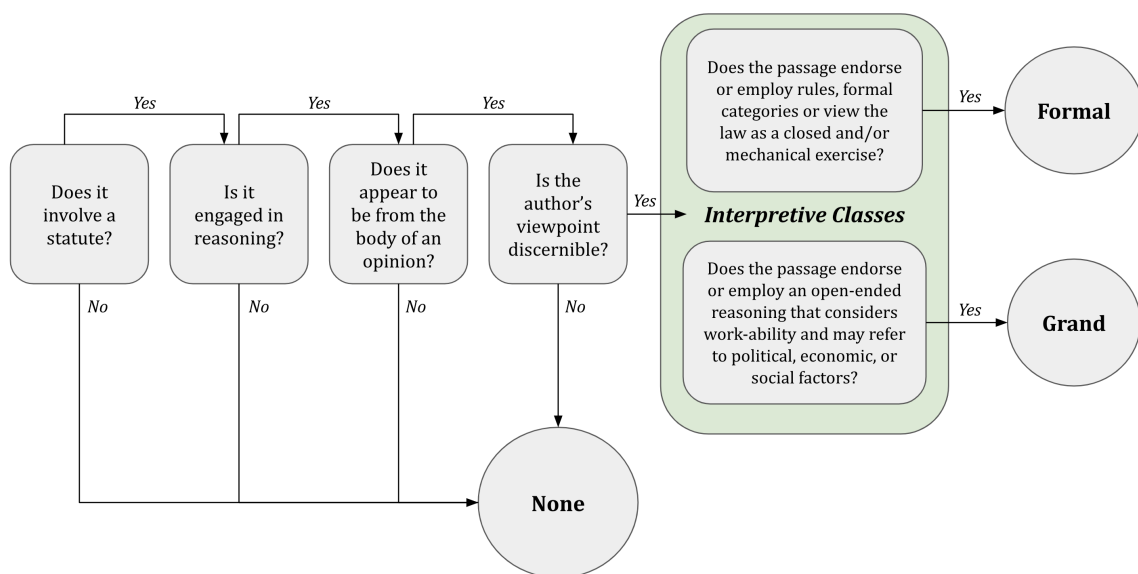 Yes
Yes
Yes
Does it
involve a
statute?
Is it
engaged in
reasoning?
Does it
appear to
be from the
body of an
opinion?
Is the
author's
viewpoint
discernible?
No
No
No
No
None
Yes
Does the passage endorse
or employ rules, formal
categories or view the
law as a closed and/or
mechanical exercise?
Yes
Formal
Interpretive Classes
Does the passage endorse
or employ an open-ended
reasoning that considers
work-ability and may refer
to political, economic, or
social factors?
Yes
Grand